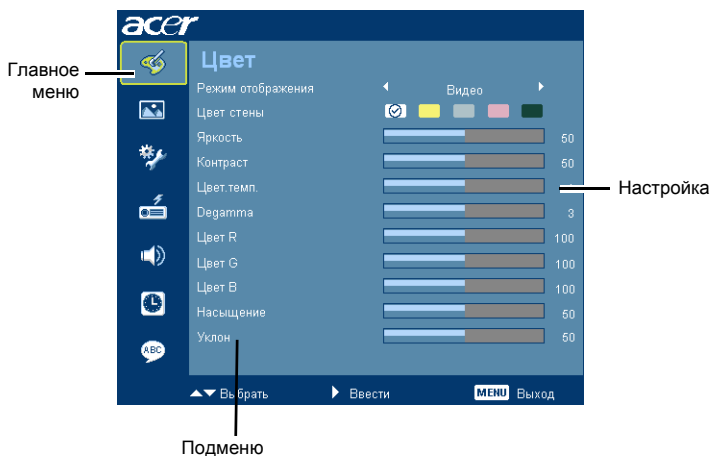 acer
Цвет
Главное
меню
Режим отображения Видео
Цвет стены
Яркость 50
Контраст 50
Цвет.темп.
Настройка
Degamma 3
Цвет R 100
Цвет G 100
Цвет B 100
Насыщение 50
Уклон 50
ABC
Выбрать Ввести MENU Выход
Подменю